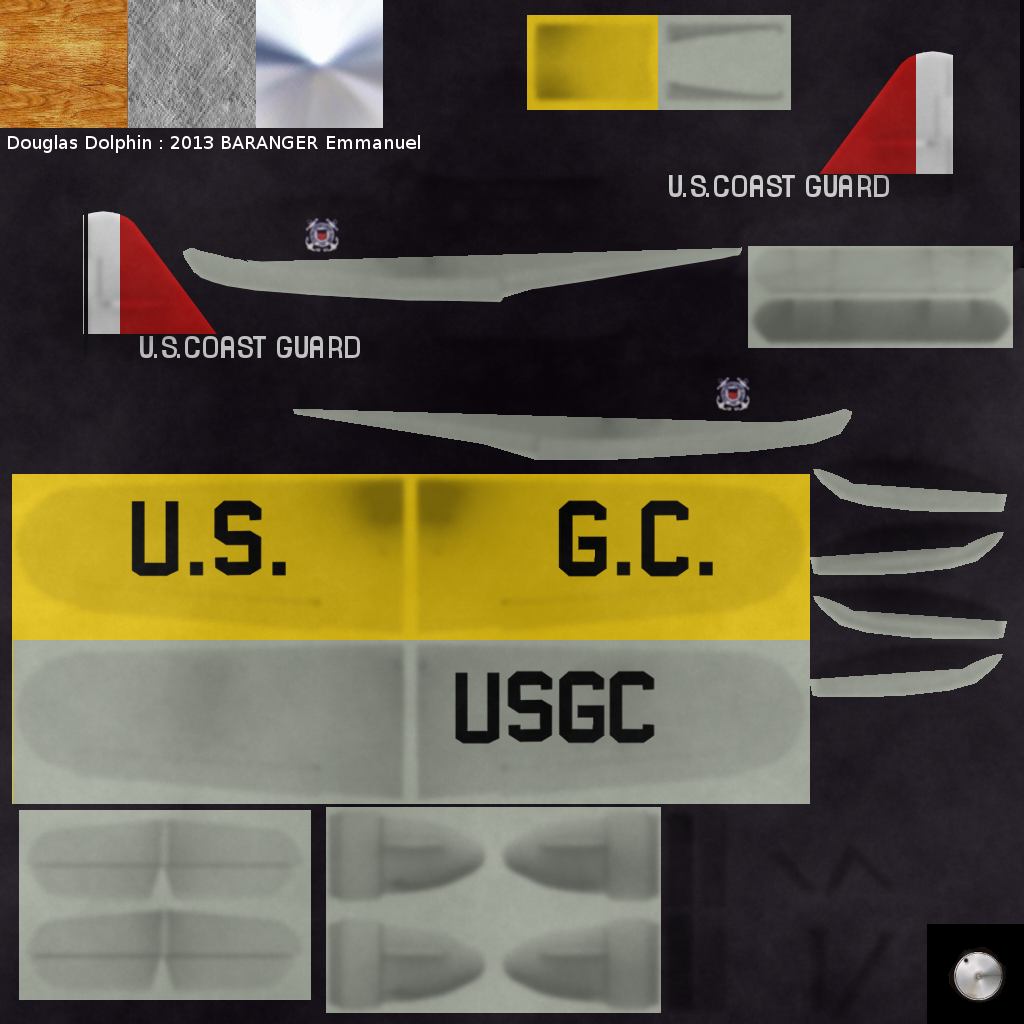 Douglas Dolphin : 2013 BARANGER Emmanuel
U.S.COAST GUARD
U.S.COAST GUARD
U.S. G.C.
USGC